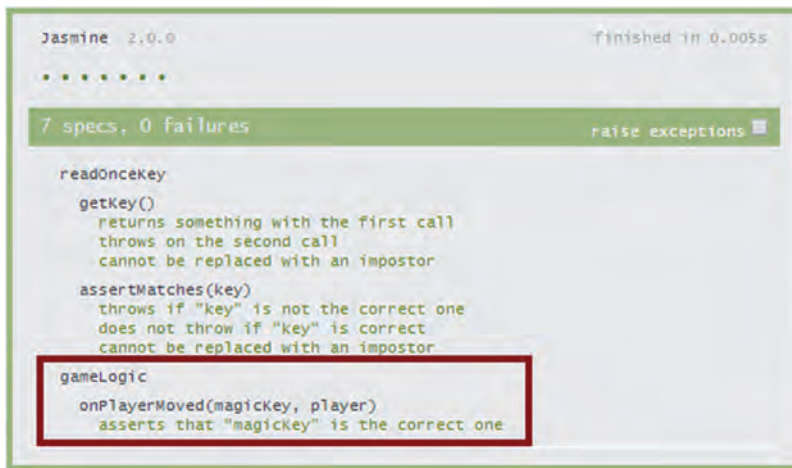 Jasmine 2.0.0 finished in 0.005s
7 specs, 0 failures raise exceptions
readOnceKey
getKey()
returns something with the first call
throws on the second call
cannot be replaced with an impostor
assertMatches(key)
throws if "key" is not the correct one
does not throw if "key" is correct
cannot be replaced with an impostor
gameLogic
onPlayerMoved(magicKey, player)
asserts that "magicKey" is the correct one